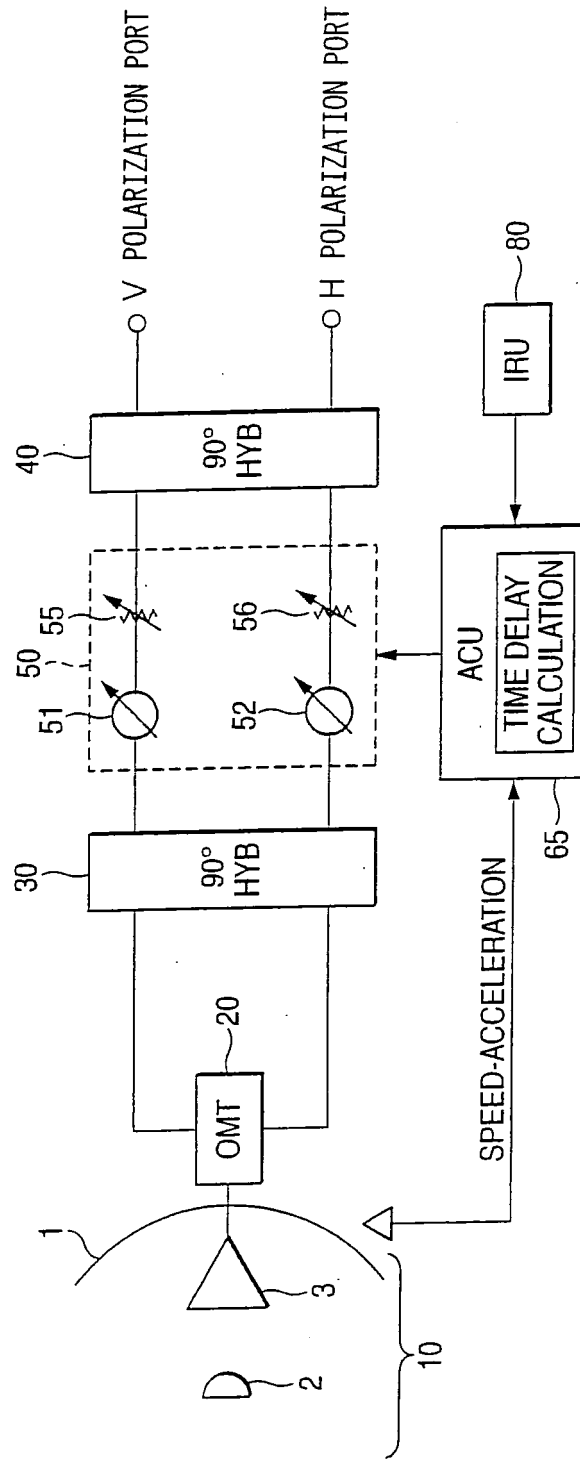 1
2
3
10
OMT
20
30
90°
HYB
50
51
55
52
56
40
90°
HYB
V POLARIZATION PORT
H POLARIZATION PORT
SPEED-ACCELERATION
65
ACU
TIME DELAY
CALCULATION
IRU
80